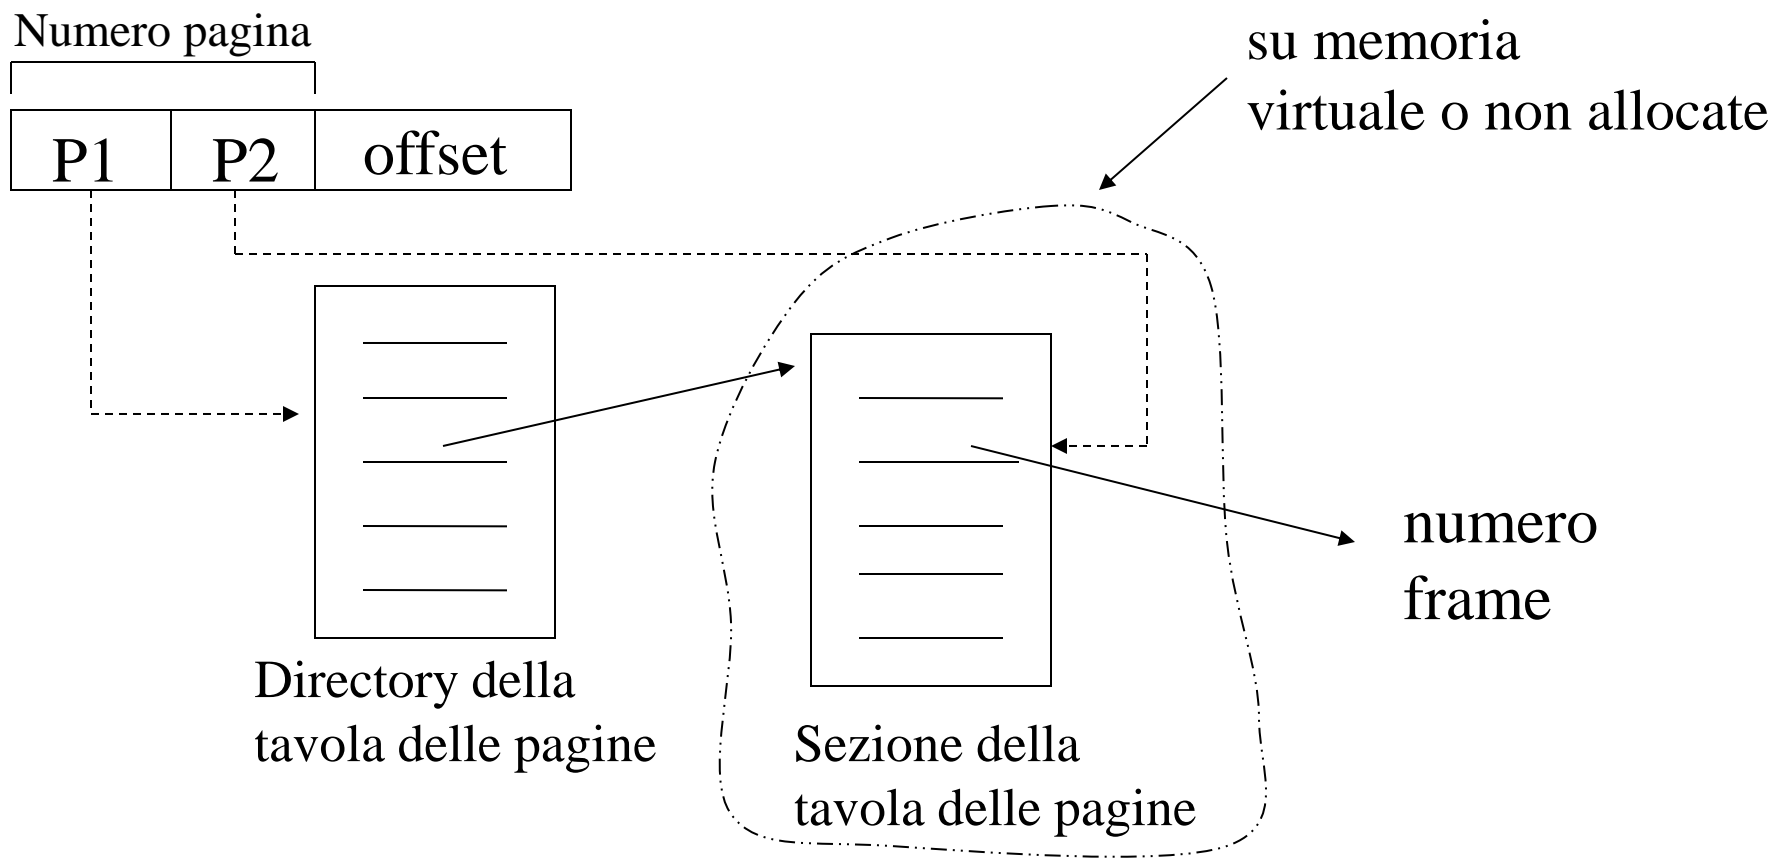 Numero pagina
P1 P2 offset
su memoria
virtuale o non allocate
numero
frame
Directory della
tavola delle pagine
Sezione della
tavola delle pagine